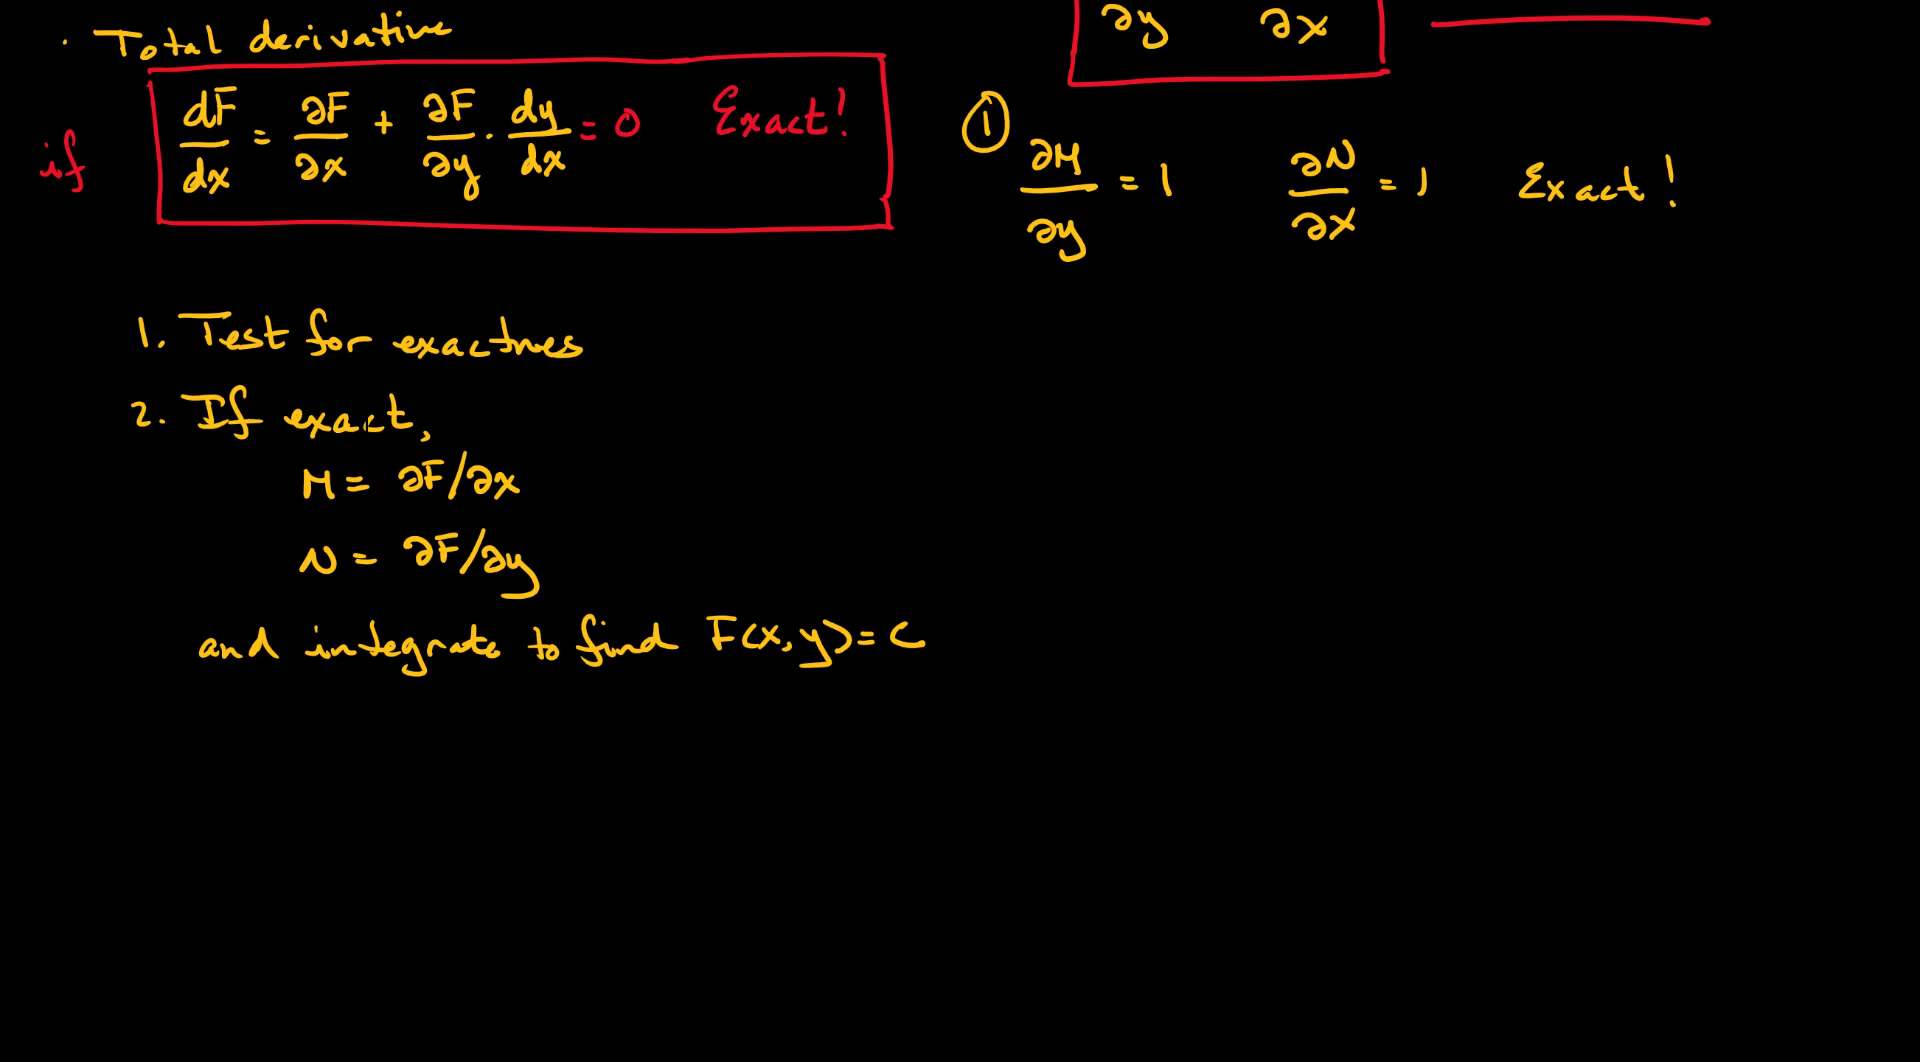 · Total derivative
if dF/dx = ∂F/∂x + ∂F/∂y · dy/dx = 0 Exact!
1. Test for exactnes
2. If exact,
M = ∂F/∂x
N = ∂F/∂y
and integrate to find F(x,y) = C
∂y ∂x
① ∂M/∂y = 1 ∂N/∂x = 1 Exact!